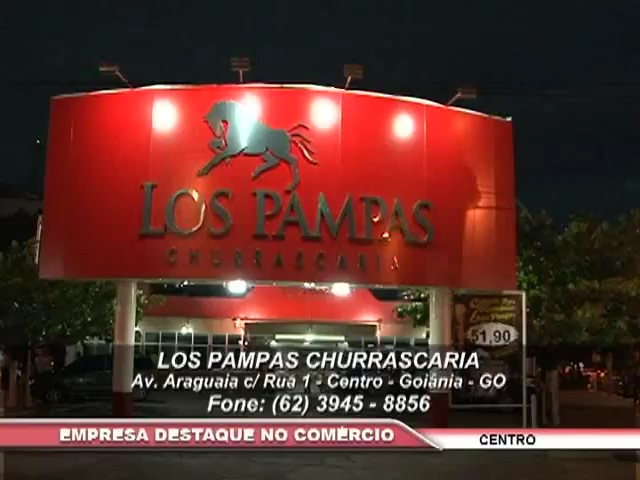 LOS PAMPAS
CHURRASCARIA
51,90
LOS PAMPAS CHURRASCARIA
Av. Araguaia c/ Rua 1 - Centro - Goiânia - GO
Fone: (62) 3945 - 8856
EMPRESA DESTAQUE NO COMÉRCIO
CENTRO